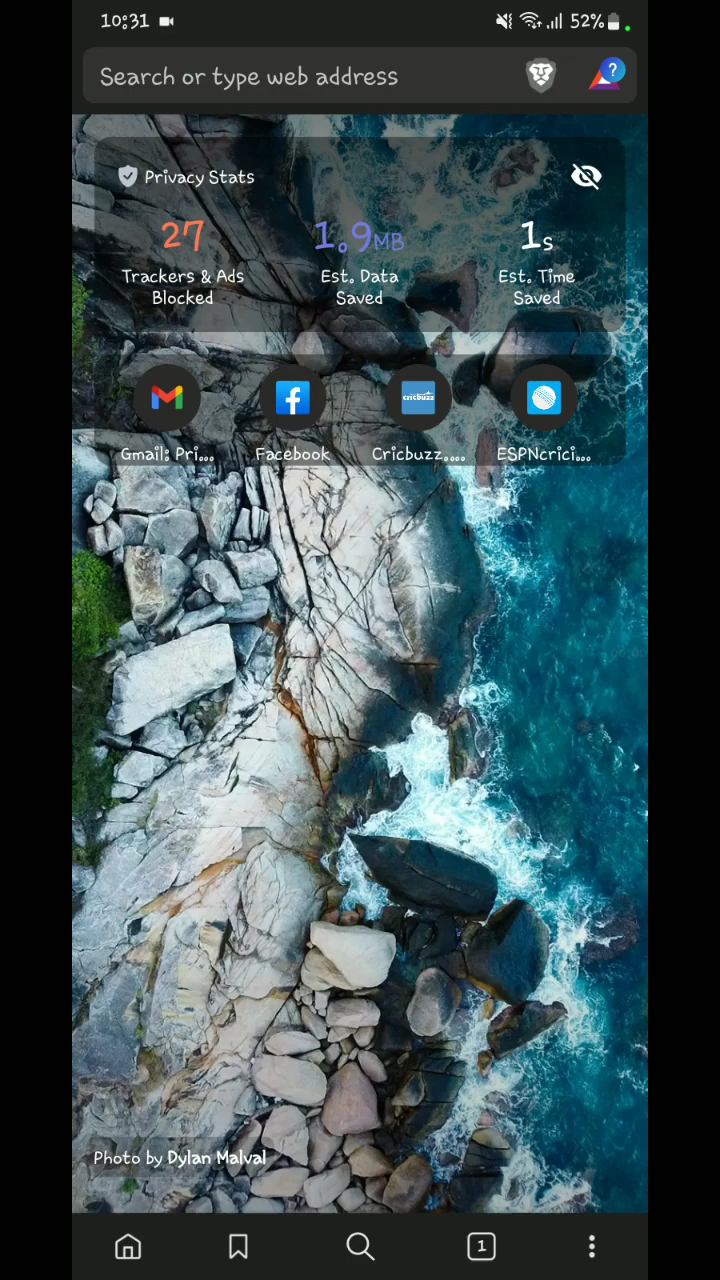 10:31 52%
Search or type web address
?
Privacy Stats
27 1.9MB 1s
Trackers & Ads Blocked
Est. Data Saved
Est. Time Saved
cricbuzz
Gmail: Pri... Facebook Cricbuzz.... ESPNcrici...
Photo by Dylan Malval
1